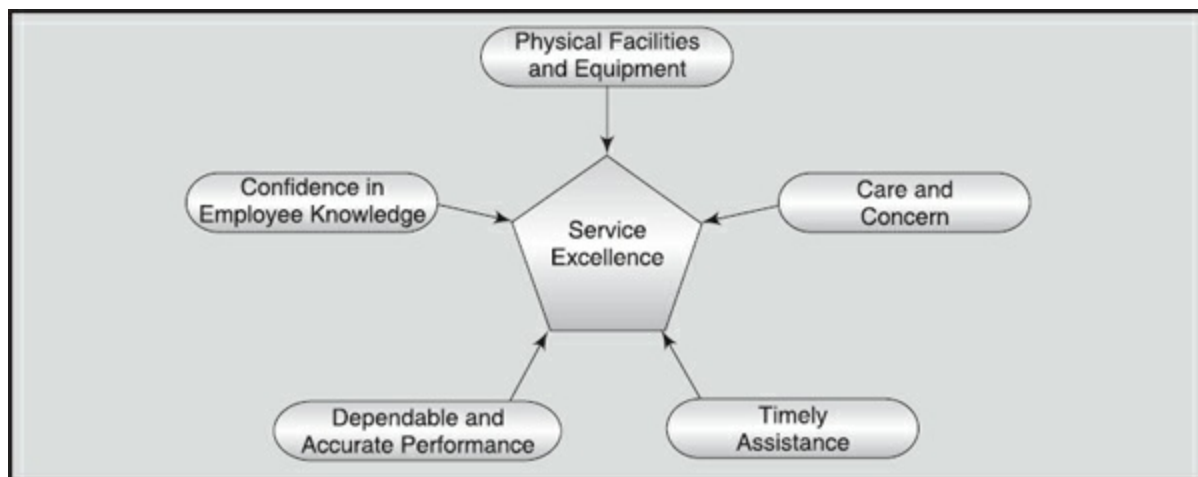 Physical Facilities
and Equipment
Confidence in
Employee Knowledge
Care and
Concern
Service
Excellence
Dependable and
Accurate Performance
Timely
Assistance